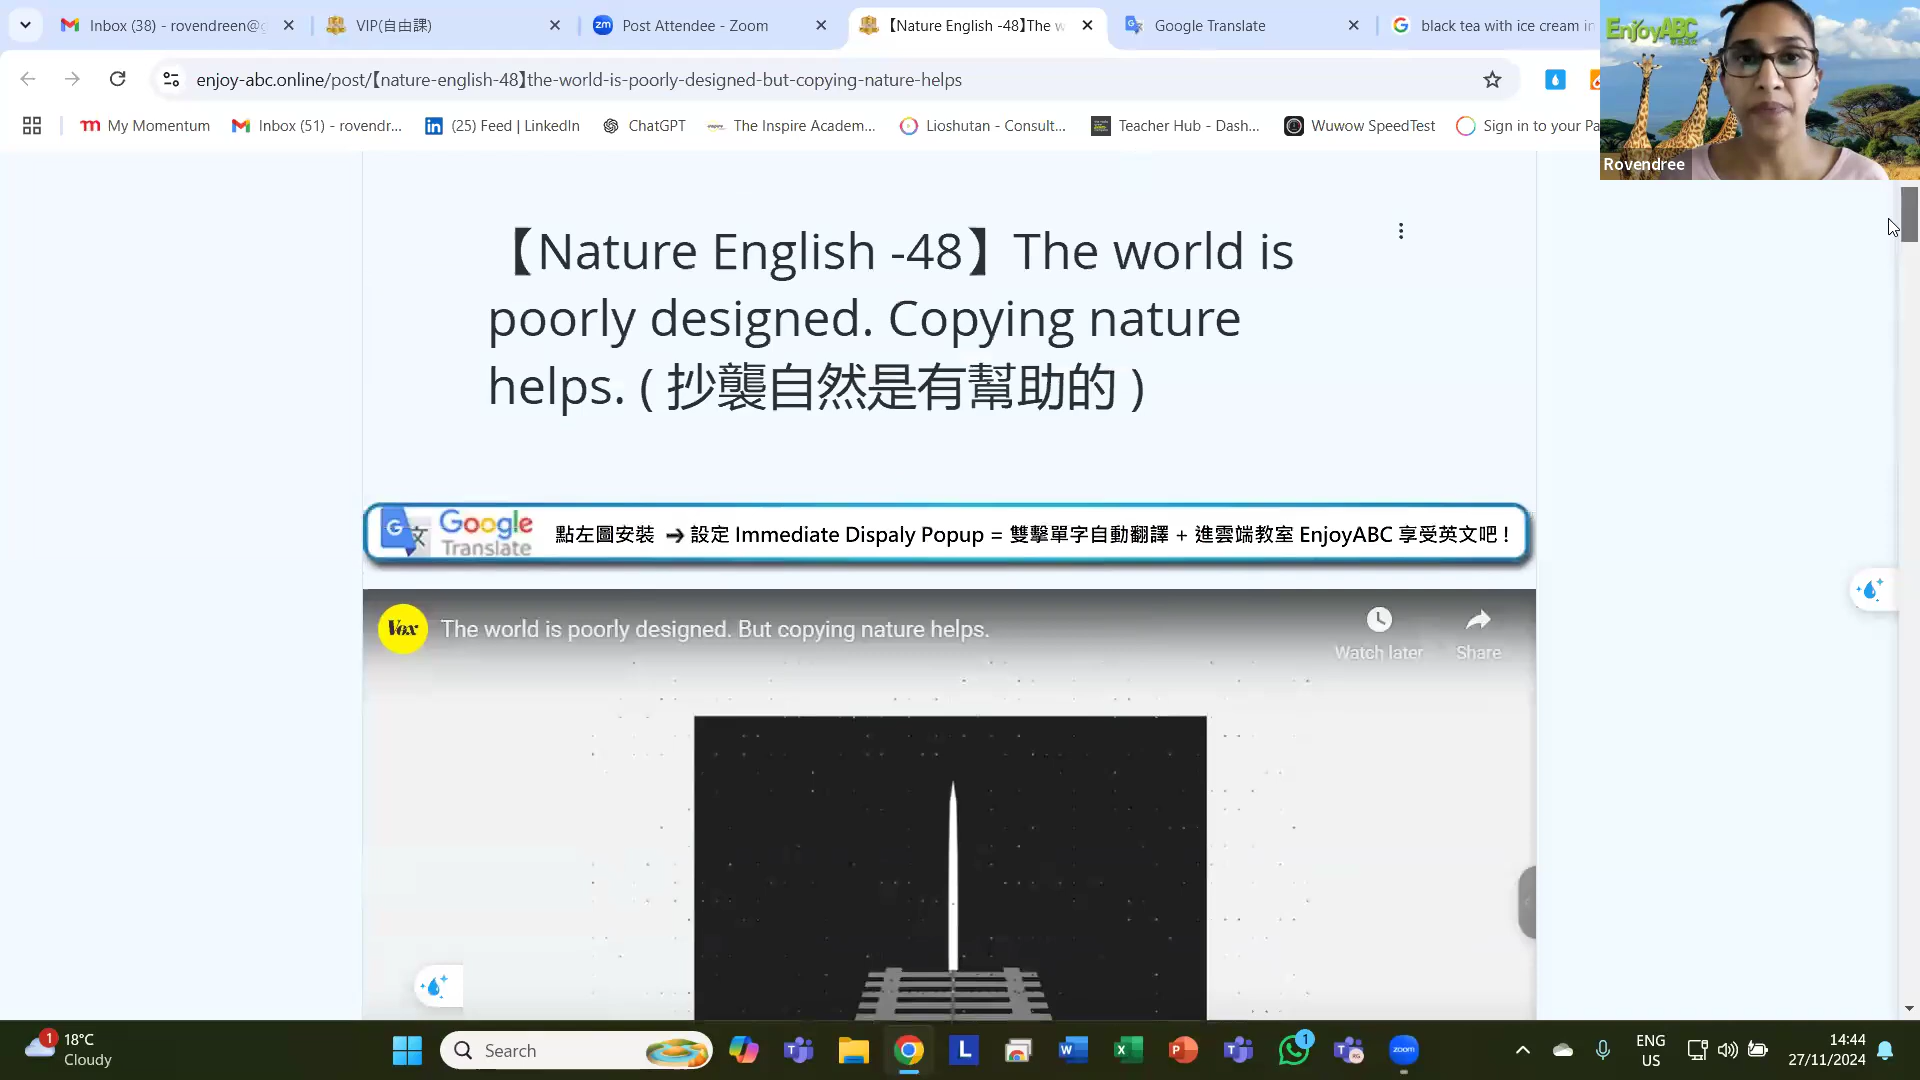 Inbox (38) - rovendreen@g
VIP(自由課)
Post Attendee - Zoom
【Nature English -48】The w
Google Translate
black tea with ice cream in
enjoy-abc.online/post/【nature-english-48】the-world-is-poorly-designed-but-copying-nature-helps
My Momentum
Inbox (51) - rovendr...
(25) Feed | LinkedIn
ChatGPT
The Inspire Academ...
Lioshutan - Consult...
Teacher Hub - Dash...
Wuwow SpeedTest
Sign in to your Pa
EnjoyABC
Rovendree
【Nature English -48】The world is
poorly designed. Copying nature
helps. ( 抄襲自然是有幫助的 )
Google
Translate
點左圖安裝 → 設定 Immediate Dispaly Popup = 雙擊單字自動翻譯 + 進雲端教室 EnjoyABC 享受英文吧 !
Vox
The world is poorly designed. But copying nature helps.
Watch later
Share
1
18°C
Cloudy
Search
1
ENG
US
14:44
27/11/2024